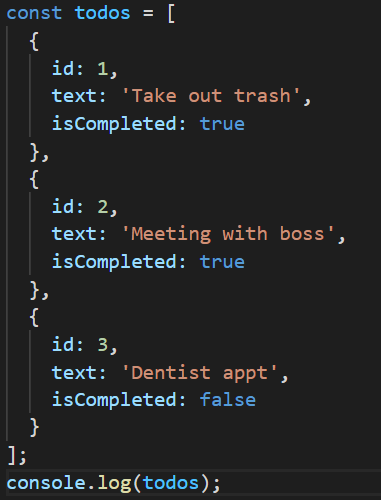 const todos = [
  {
    id: 1,
    text: 'Take out trash',
    isCompleted: true
  },
  {
    id: 2,
    text: 'Meeting with boss',
    isCompleted: true
  },
  {
    id: 3,
    text: 'Dentist appt',
    isCompleted: false
  }
];
console.log(todos);